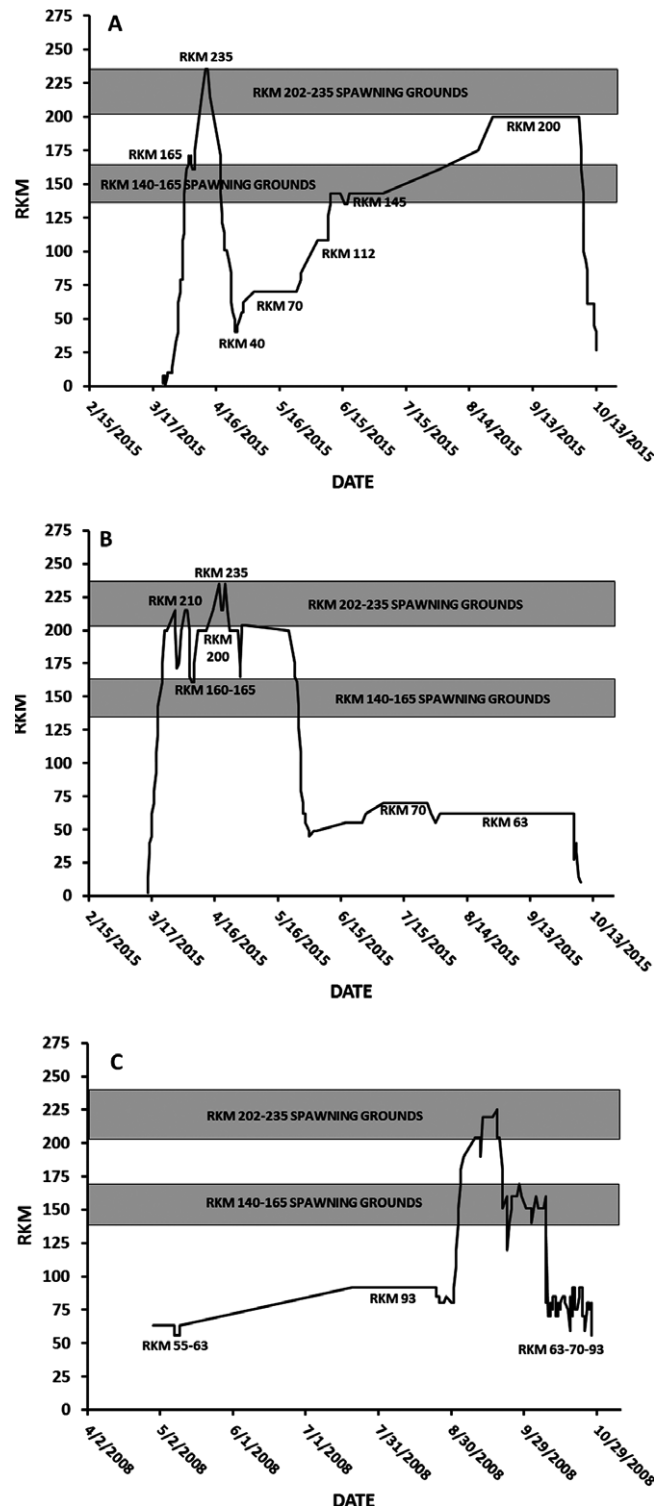 A
275
250
225
200
175
150
125
100
75
50
25
0
RKM
RKM 235
RKM 202-235 SPAWNING GROUNDS
RKM 165
RKM 200
RKM 140-165 SPAWNING GROUNDS
RKM 145
RKM 112
RKM 70
RKM 40
2/15/2015
3/17/2015
4/16/2015
5/16/2015
6/15/2015
7/15/2015
8/14/2015
9/13/2015
10/13/2015
DATE
B
275
250
225
200
175
150
125
100
75
50
25
0
RKM
RKM 235
RKM 210
RKM 202-235 SPAWNING GROUNDS
RKM
200
RKM 160-165
RKM 140-165 SPAWNING GROUNDS
RKM 70
RKM 63
2/15/2015
3/17/2015
4/16/2015
5/16/2015
6/15/2015
7/15/2015
8/14/2015
9/13/2015
10/13/2015
DATE
C
275
250
225
200
175
150
125
100
75
50
25
0
RKM
RKM 202-235 SPAWNING GROUNDS
RKM 140-165 SPAWNING GROUNDS
RKM 93
RKM 55-63
RKM 63-70-93
4/2/2008
5/2/2008
6/1/2008
7/1/2008
7/31/2008
8/30/2008
9/29/2008
10/29/2008
DATE